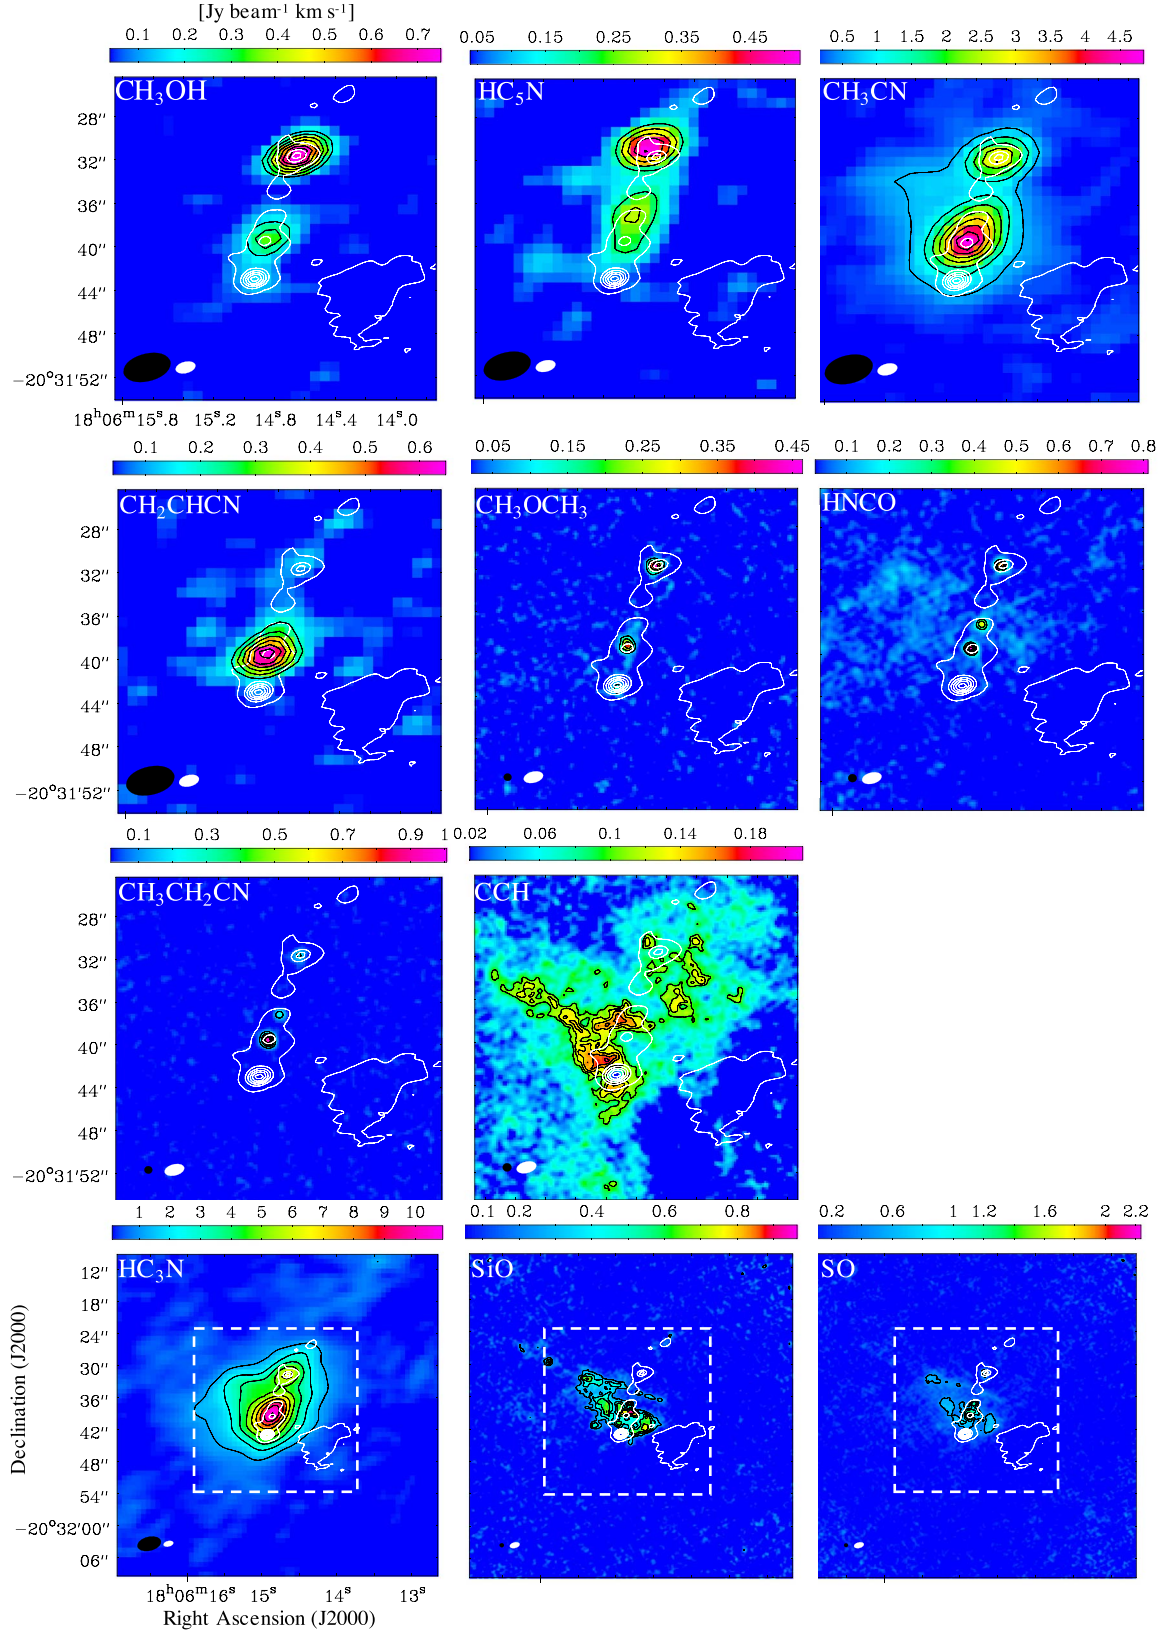 [Jy beam⁻¹ km s⁻¹]
0.1 0.2 0.3 0.4 0.5 0.6 0.7
0.05 0.15 0.25 0.35 0.45
0.5 1 1.5 2 2.5 3 3.5 4 4.5
CH₃OH
HC₅N
CH₃CN
28″
32″
36″
40″
44″
48″
−20°31′52″
18ʰ06ᵐ15ˢ.8 15ˢ.2 14ˢ.8 14ˢ.4 14ˢ.0
0.1 0.2 0.3 0.4 0.5 0.6
0.05 0.15 0.25 0.35 0.45
0.1 0.2 0.3 0.4 0.5 0.6 0.7 0.8
CH₂CHCN
CH₃OCH₃
HNCO
28″
32″
36″
40″
44″
48″
−20°31′52″
0.1 0.3 0.5 0.7 0.9 1
0.02 0.06 0.1 0.14 0.18
CH₃CH₂CN
CCH
28″
32″
36″
40″
44″
48″
−20°31′52″
1 2 3 4 5 6 7 8 9 10
0.1 0.2 0.4 0.6 0.8
0.2 0.6 1 1.2 1.6 2 2.2
HC₃N
SiO
SO
12″
18″
24″
30″
36″
42″
48″
54″
−20°32′00″
06″
18ʰ06ᵐ16ˢ 15ˢ 14ˢ 13ˢ
Declination (J2000)
Right Ascension (J2000)